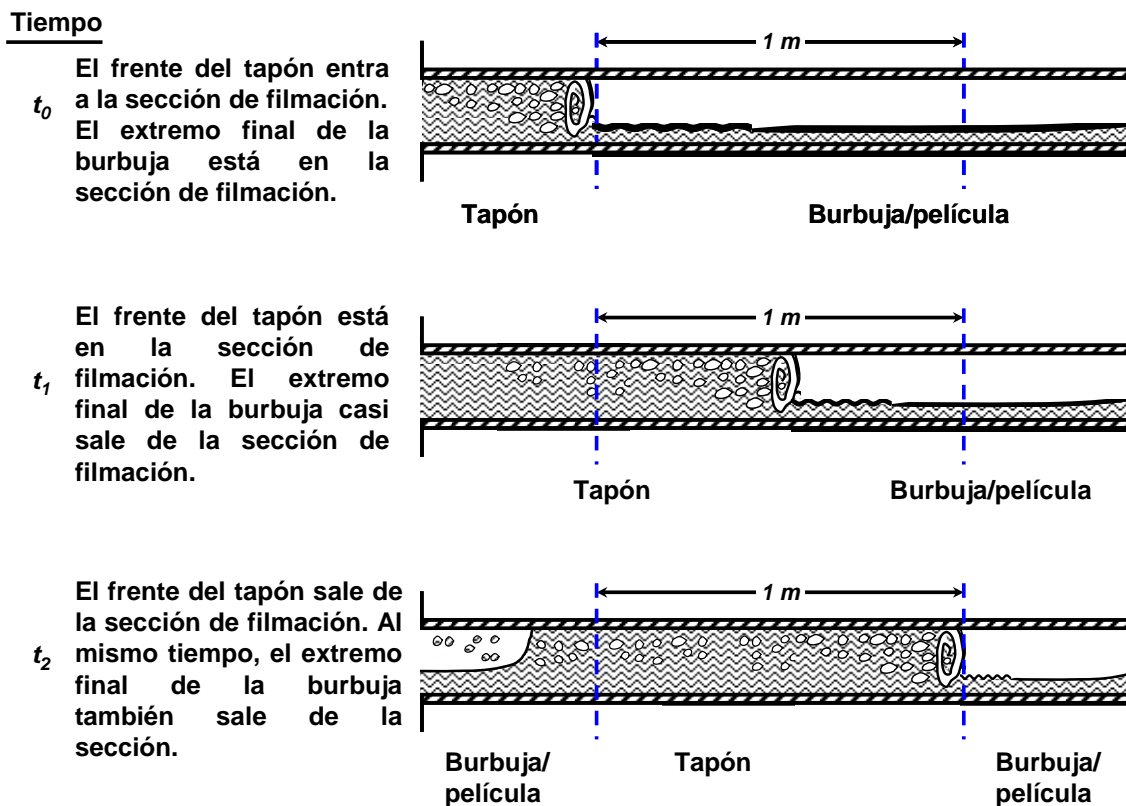 Tiempo
t0
El frente del tapón entra
a la sección de filmación.
El extremo final de la
burbuja está en la
sección de filmación.
1 m
Tapón
Burbuja/película
t1
El frente del tapón está
en la sección de
filmación. El extremo
final de la burbuja casi
sale de la sección de
filmación.
1 m
Tapón
Burbuja/película
t2
El frente del tapón sale de
la sección de filmación. Al
mismo tiempo, el extremo
final de la burbuja
también sale de la
sección.
1 m
Burbuja/
película
Tapón
Burbuja/
película